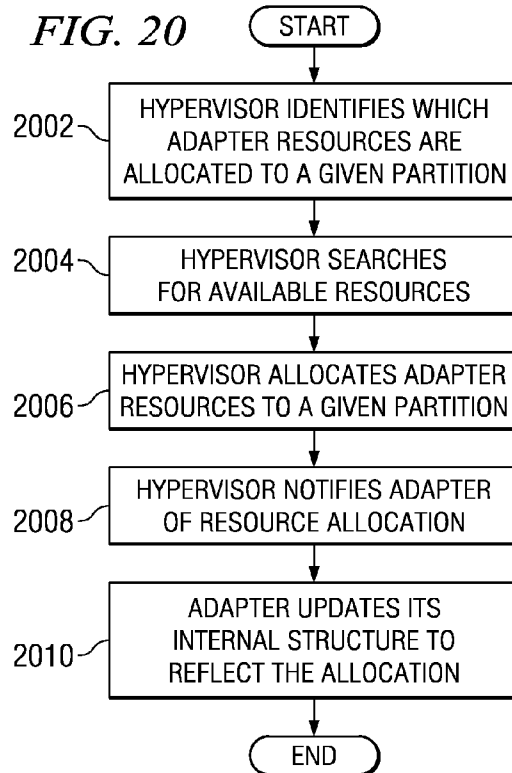 FIG. 20
START
2002
HYPERVISOR IDENTIFIES WHICH
ADAPTER RESOURCES ARE
ALLOCATED TO A GIVEN PARTITION
2004
HYPERVISOR SEARCHES
FOR AVAILABLE RESOURCES
2006
HYPERVISOR ALLOCATES ADAPTER
RESOURCES TO A GIVEN PARTITION
2008
HYPERVISOR NOTIFIES ADAPTER
OF RESOURCE ALLOCATION
2010
ADAPTER UPDATES ITS
INTERNAL STRUCTURE TO
REFLECT THE ALLOCATION
END